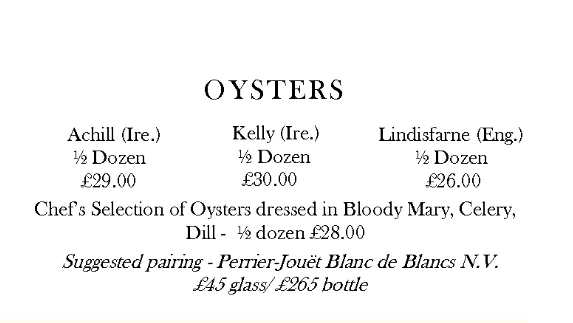 OYSTERS
Achill (Ire.) Kelly (Ire.) Lindisfarne (Eng.)
½ Dozen ½ Dozen ½ Dozen
£29.00 £30.00 £26.00
Chef's Selection of Oysters dressed in Bloody Mary, Celery,
Dill - ½ dozen £28.00
Suggested pairing - Perrier-Jouët Blanc de Blancs N.V.
£45 glass/ £265 bottle